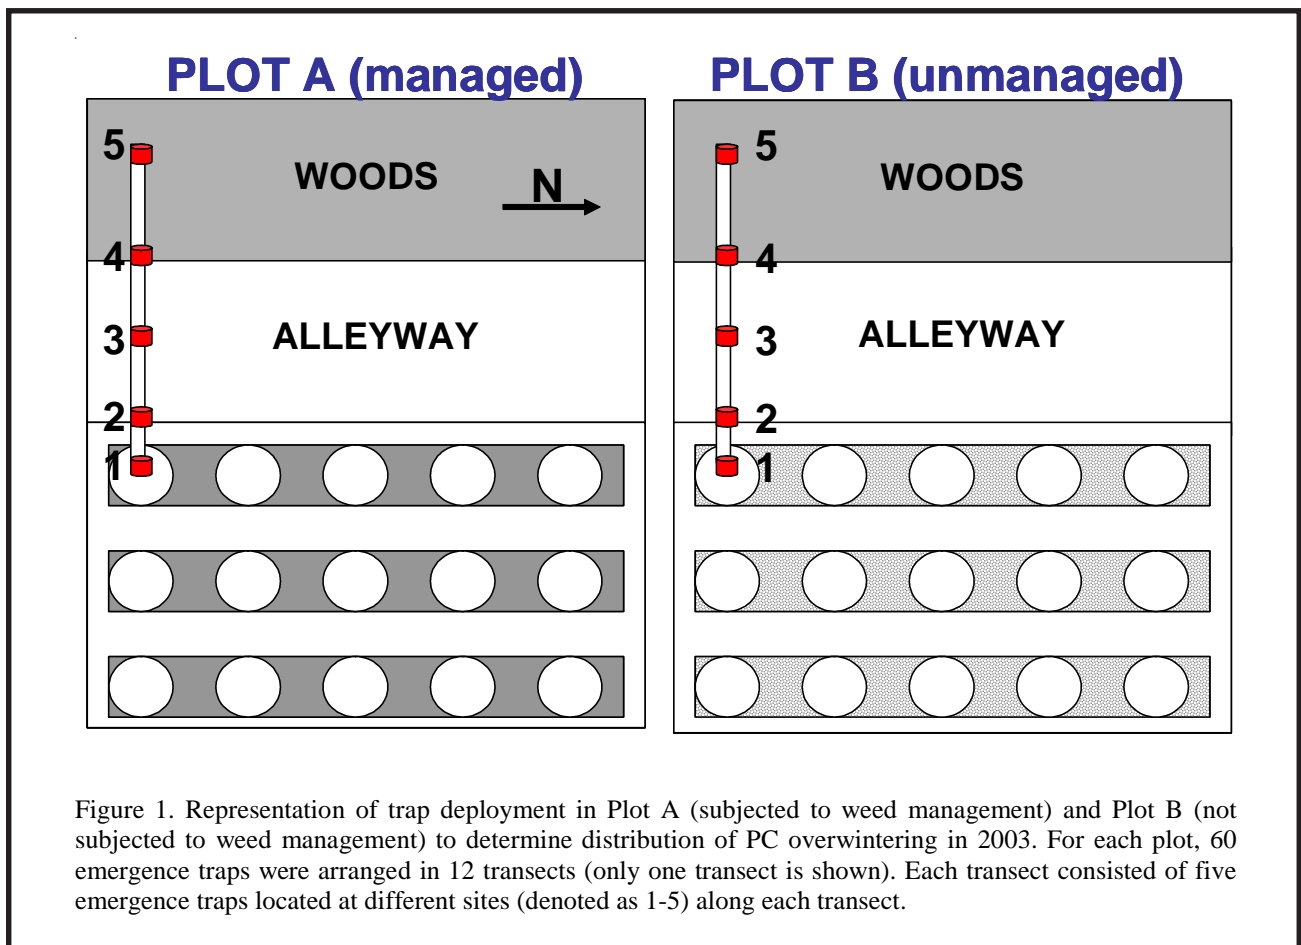 PLOT A (managed)
PLOT B (unmanaged)
5
WOODS
N
4
3
ALLEYWAY
2
1
5
WOODS
4
3
ALLEYWAY
2
1
Figure 1. Representation of trap deployment in Plot A (subjected to weed management) and Plot B (not
subjected to weed management) to determine distribution of PC overwintering in 2003. For each plot, 60
emergence traps were arranged in 12 transects (only one transect is shown). Each transect consisted of five
emergence traps located at different sites (denoted as 1-5) along each transect.